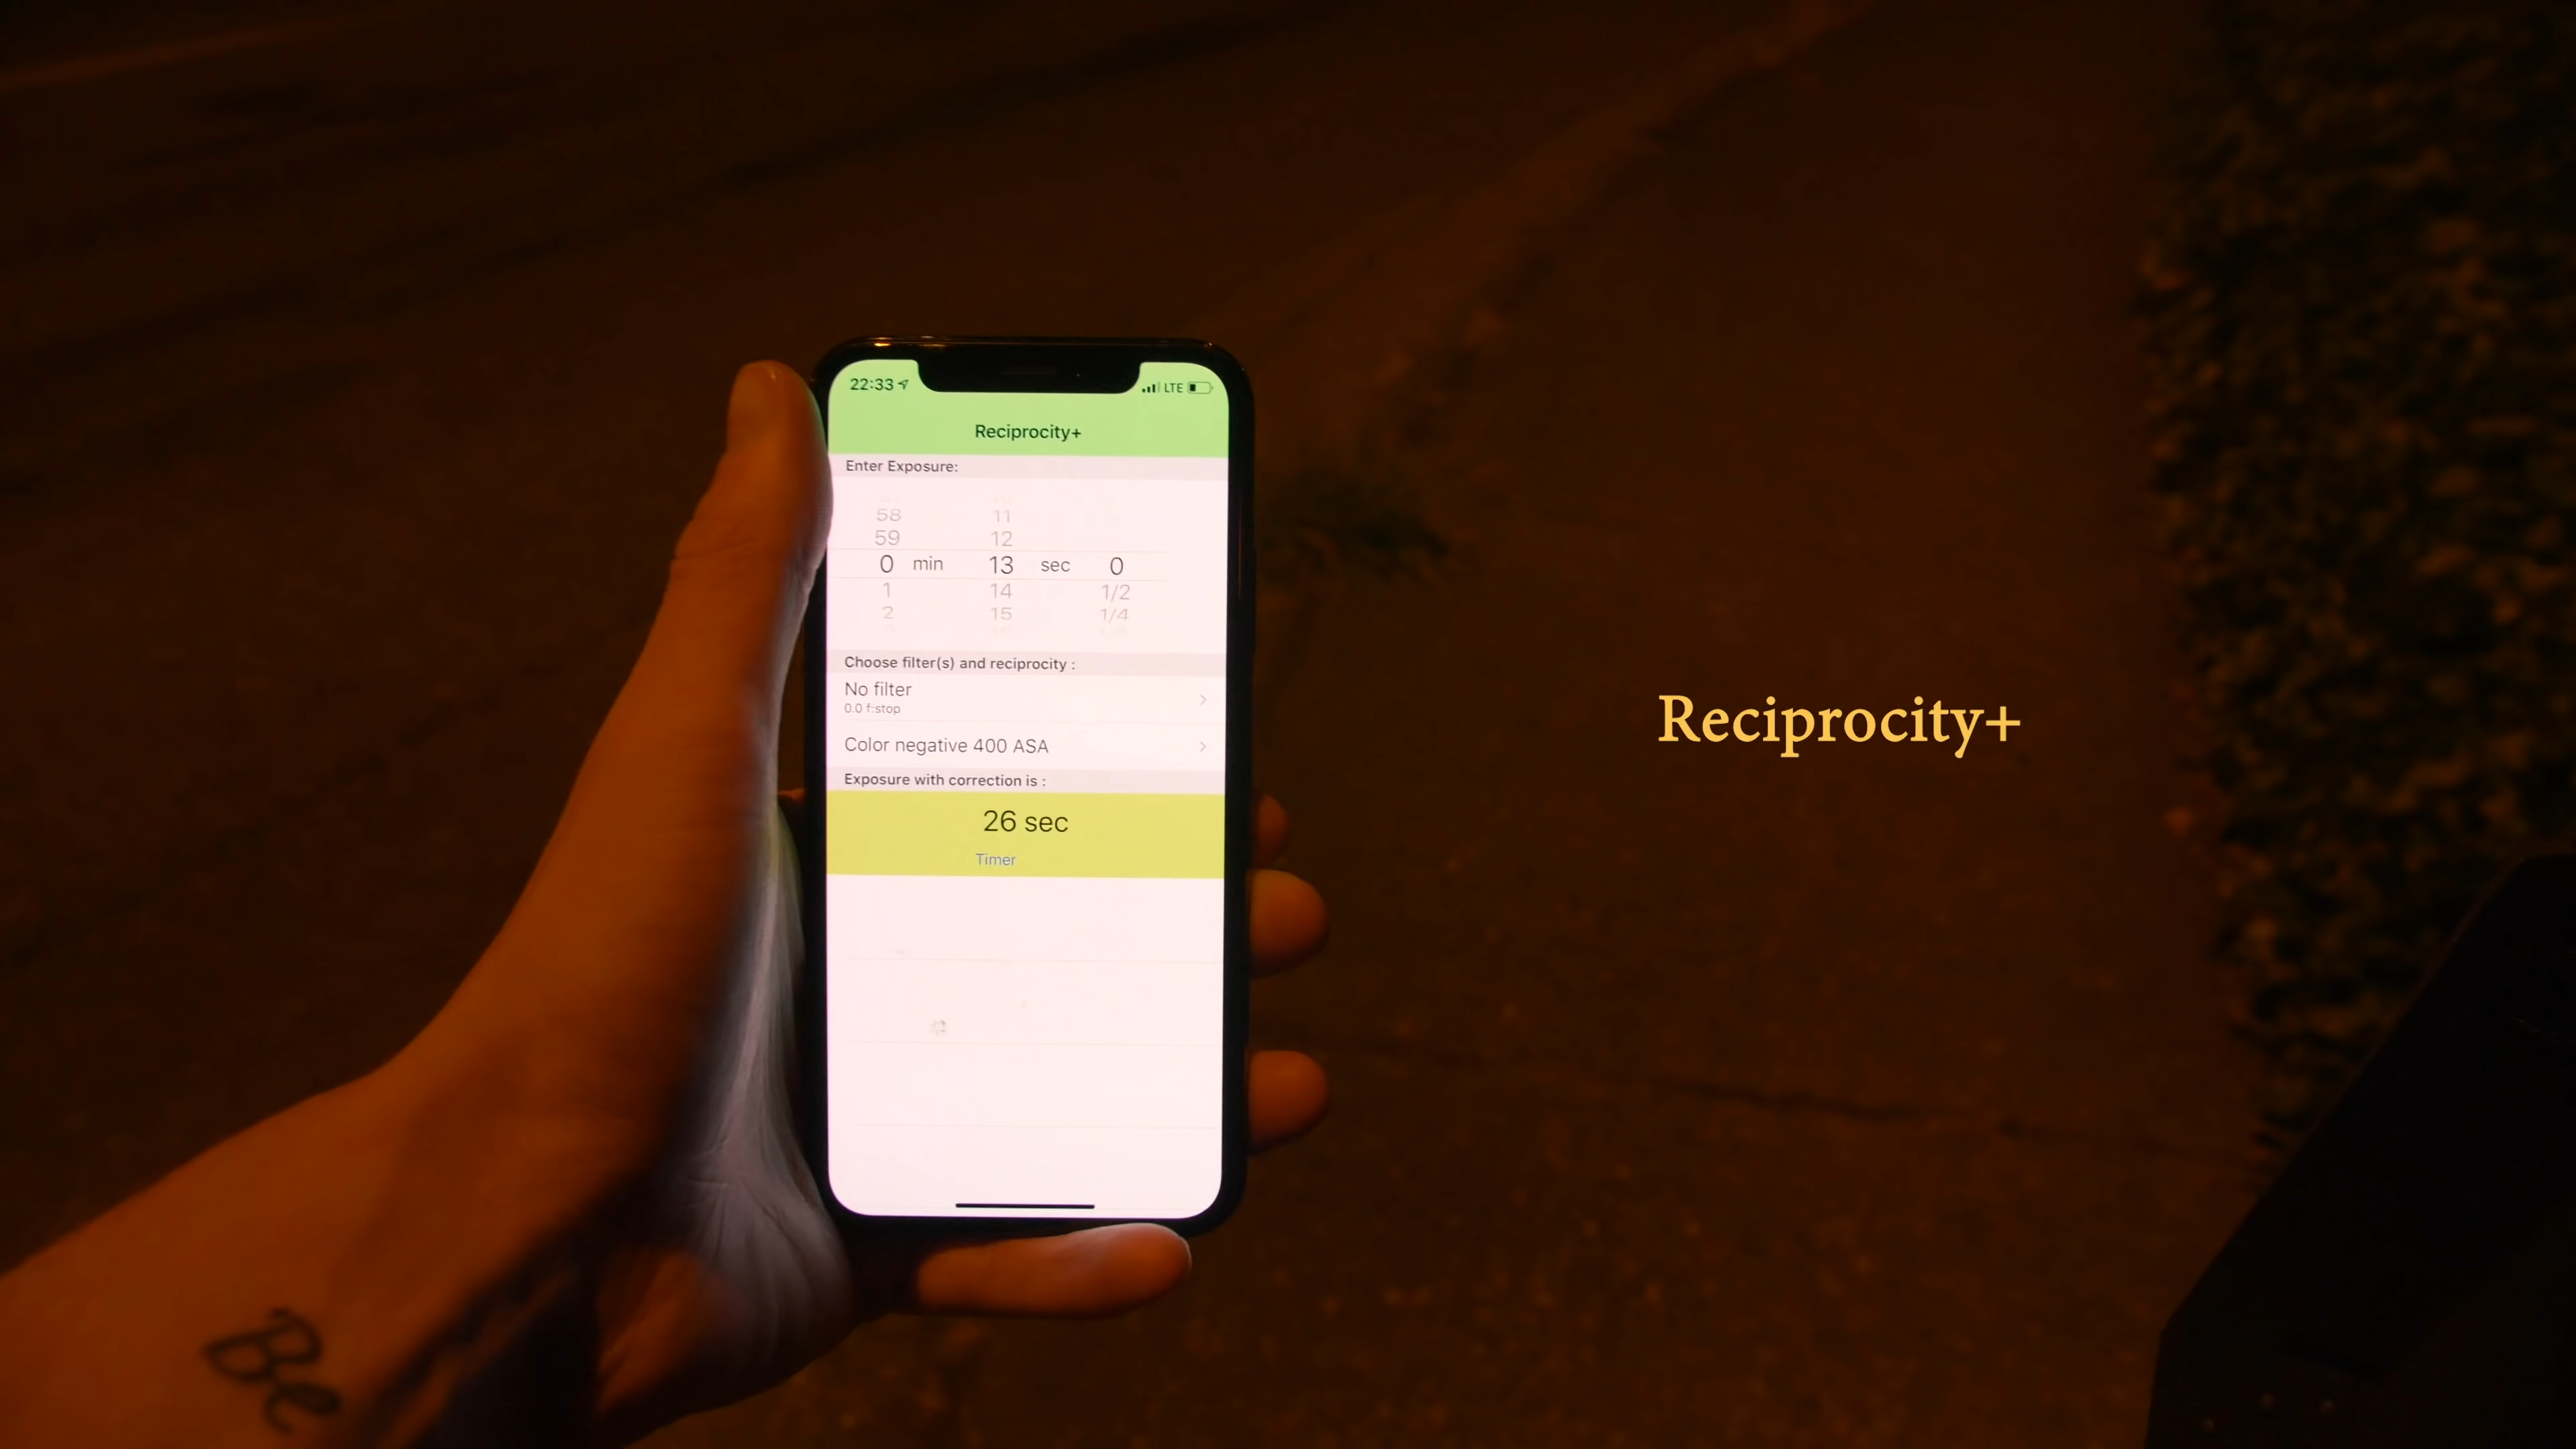 22:33
LTE
Reciprocity+
Enter Exposure:
58 11
59 12
0 min 13 sec 0
1 14 1/2
2 15 1/4
Choose filter(s) and reciprocity :
No filter
0.0 f:stop
Color negative 400 ASA
Exposure with correction is :
26 sec
Timer
Reciprocity+
Be